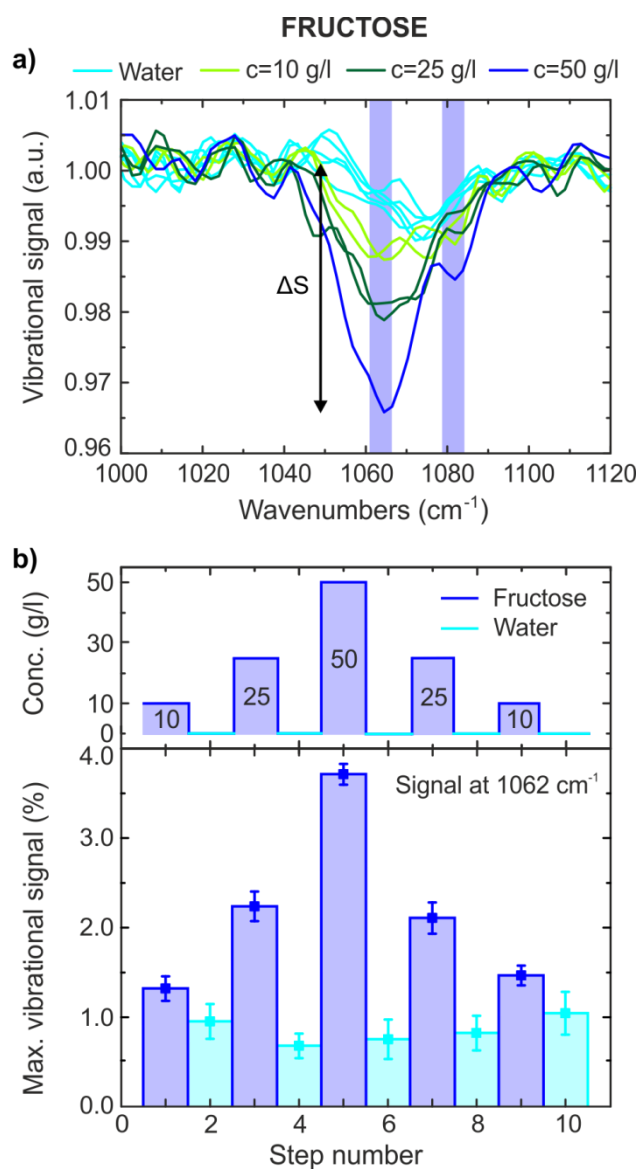 FRUCTOSE
a)
Water c=10 g/l c=25 g/l c=50 g/l
1.01
1.00
0.99
0.98
0.97
0.96
Vibrational signal (a.u.)
ΔS
1000 1020 1040 1060 1080 1100 1120
Wavenumbers (cm⁻¹)
b)
50
30
10
0
Conc. (g/l)
Fructose
Water
10 25 50 25 10
4.0
3.0
2.0
1.0
0.0
Max. vibrational signal (%)
Signal at 1062 cm⁻¹
0 2 4 6 8 10
Step number